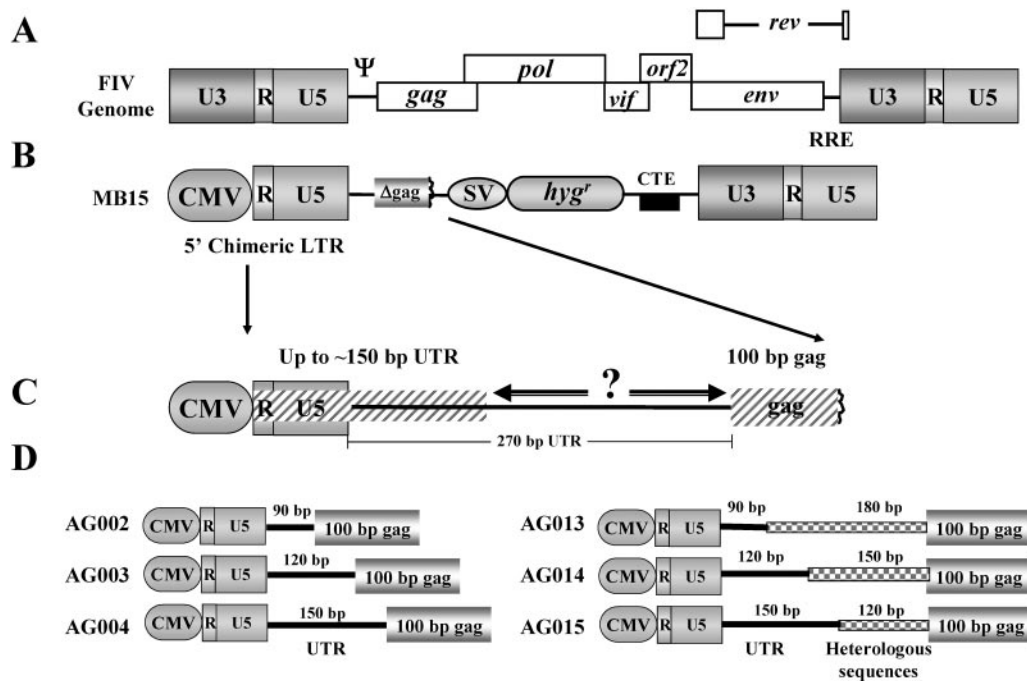 A
rev
FIV Genome
U3 R U5
Ψ
gag
pol
vif
orf2
env
U3 R U5
RRE
B
MB15
CMV R U5
Δgag
SV
hygʳ
CTE
U3 R U5
5' Chimeric LTR
Up to ~150 bp UTR
100 bp gag
C
CMV R U5
?
gag
270 bp UTR
D
AG002
CMV R U5
90 bp
100 bp gag
AG003
CMV R U5
120 bp
100 bp gag
AG004
CMV R U5
150 bp
100 bp gag
UTR
AG013
CMV R U5
90 bp
180 bp
100 bp gag
AG014
CMV R U5
120 bp
150 bp
100 bp gag
AG015
CMV R U5
150 bp
120 bp
100 bp gag
UTR
Heterologous
sequences